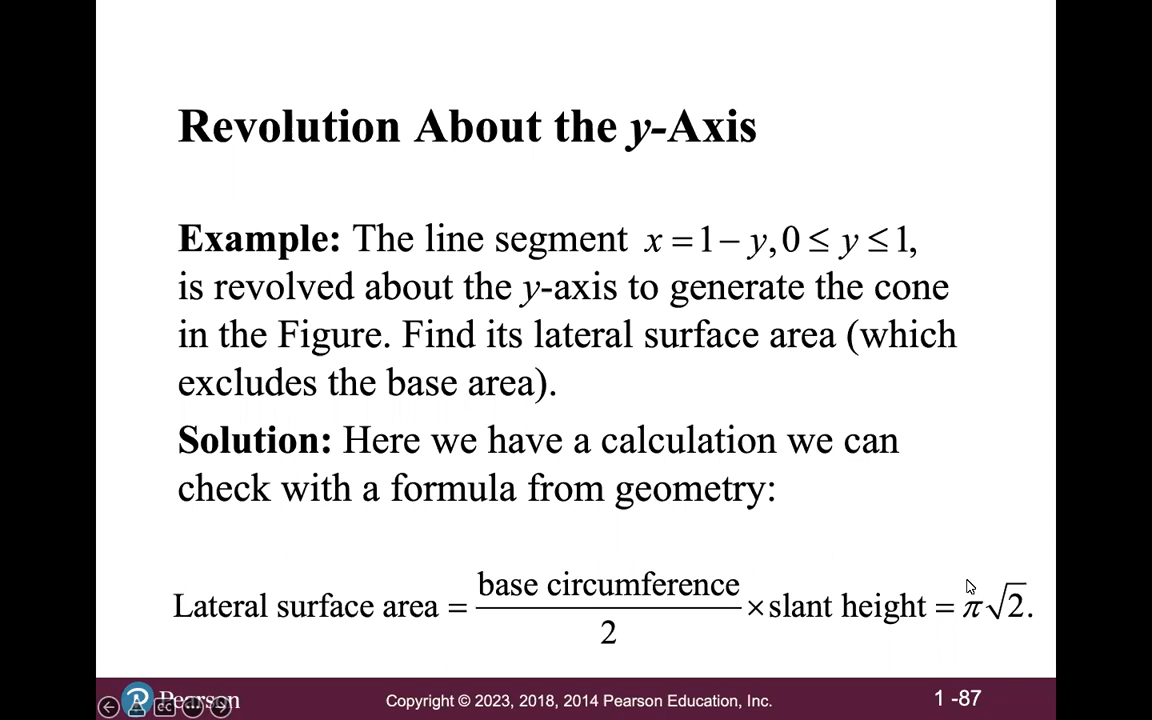 Revolution About the y-Axis
Example: The line segment x = 1 − y, 0 ≤ y ≤ 1,
is revolved about the y-axis to generate the cone
in the Figure. Find its lateral surface area (which
excludes the base area).
Solution: Here we have a calculation we can
check with a formula from geometry:
Lateral surface area = base circumference / 2 × slant height = π√2.
Pearson
Copyright © 2023, 2018, 2014 Pearson Education, Inc.
1 -87